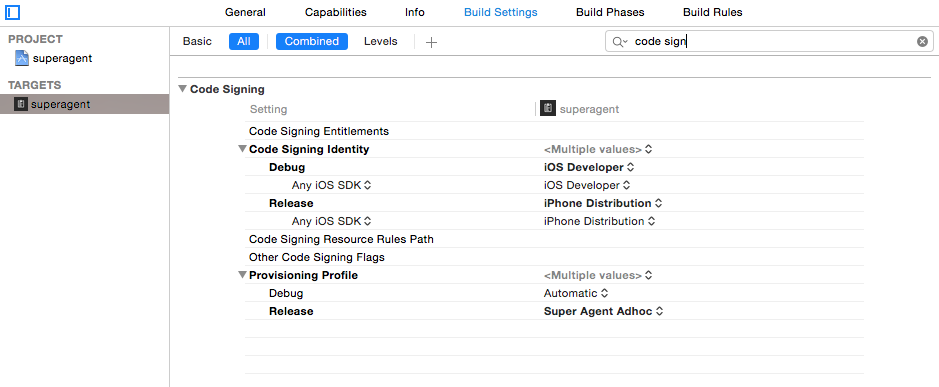 General Capabilities Info Build Settings Build Phases Build Rules
PROJECT
superagent
TARGETS
superagent
Basic All Combined Levels + code sign
Code Signing
Setting superagent
Code Signing Entitlements
Code Signing Identity <Multiple values>
Debug iOS Developer
Any iOS SDK iOS Developer
Release iPhone Distribution
Any iOS SDK iPhone Distribution
Code Signing Resource Rules Path
Other Code Signing Flags
Provisioning Profile <Multiple values>
Debug Automatic
Release Super Agent Adhoc